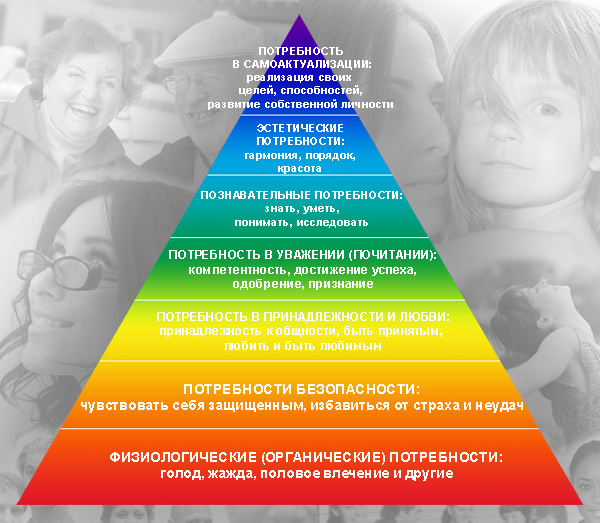 ПОТРЕБНОСТЬ
В САМОАКТУАЛИЗАЦИИ:
реализация своих
целей, способностей,
развитие собственной личности
ЭСТЕТИЧЕСКИЕ
ПОТРЕБНОСТИ:
гармония, порядок,
красота
ПОЗНАВАТЕЛЬНЫЕ ПОТРЕБНОСТИ:
знать, уметь,
понимать, исследовать
ПОТРЕБНОСТЬ В УВАЖЕНИИ (ПОЧИТАНИИ):
компетентность, достижение успеха,
одобрение, признание
ПОТРЕБНОСТЬ В ПРИНАДЛЕЖНОСТИ И ЛЮБВИ:
принадлежность к общности, быть принятым,
любить и быть любимым
ПОТРЕБНОСТИ БЕЗОПАСНОСТИ:
чувствовать себя защищенным, избавиться от страха и неудач
ФИЗИОЛОГИЧЕСКИЕ (ОРГАНИЧЕСКИЕ) ПОТРЕБНОСТИ:
голод, жажда, половое влечение и другие